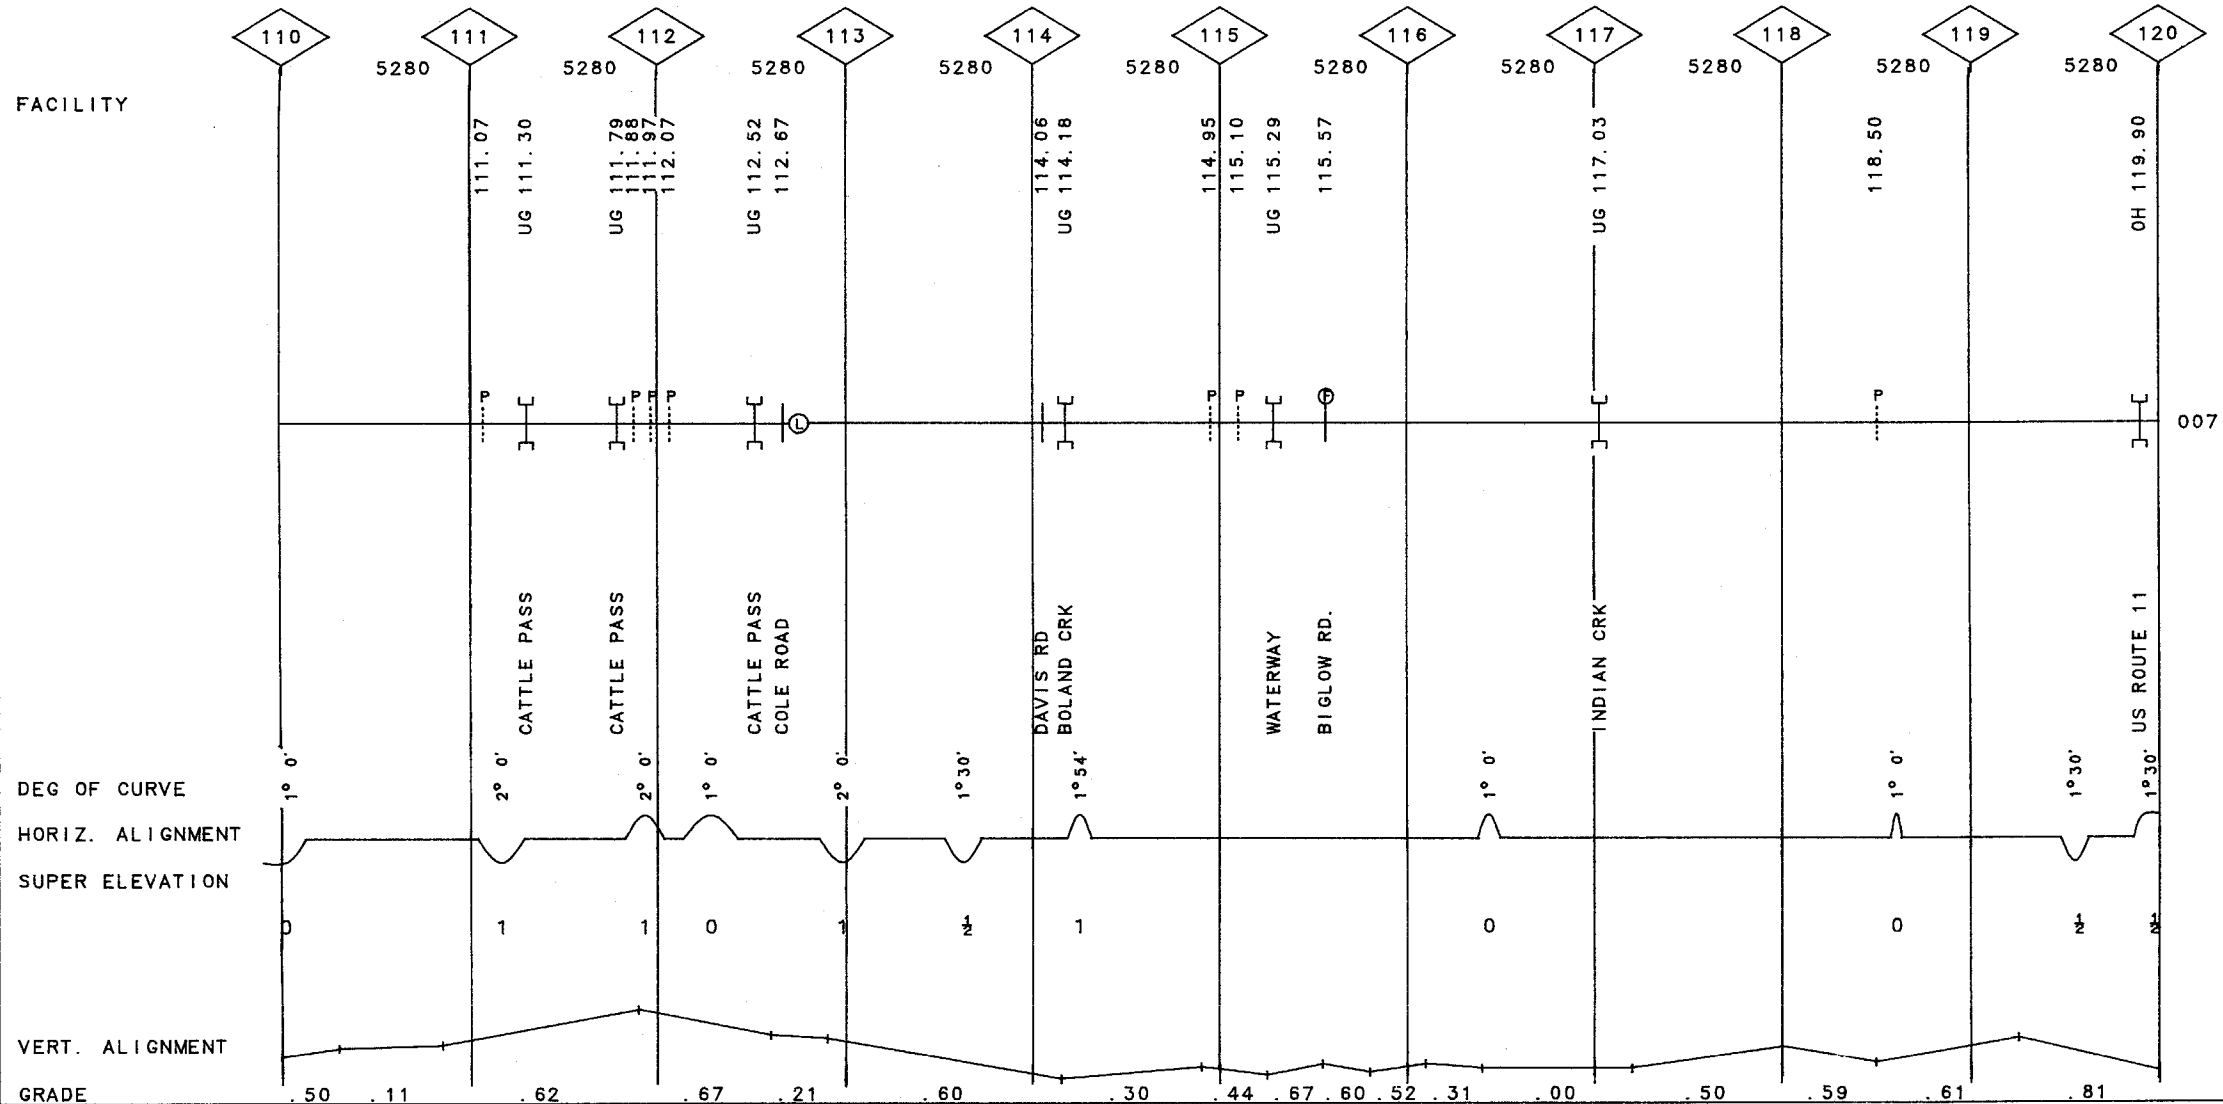 110 111 112 113 114 115 116 117 118 119 120
5280 5280 5280 5280 5280 5280 5280 5280 5280 5280
FACILITY
111.07
UG 111.30
UG 111.79
111.88
111.97
112.07
UG 112.52
112.67
114.06
UG 114.18
114.95
115.10
UG 115.29
115.57
UG 117.03
118.50
OH 119.90
P P P P P P P P
L
007
CATTLE PASS
CATTLE PASS
CATTLE PASS
COLE ROAD
DAVIS RD
BOLAND CRK
WATERWAY
BIGLOW RD.
INDIAN CRK
US ROUTE 11
DEG OF CURVE
1° 0' 2° 0' 2° 0' 1° 0' 2° 0' 1°30' 1°54' 1° 0' 1° 0' 1°30' 1°30'
HORIZ. ALIGNMENT
SUPER ELEVATION
0 1 1 0 1 ½ 1 0 0 ½ ½
VERT. ALIGNMENT
GRADE .50 .11 .62 .67 .21 .60 .30 .44 .67 .60 .52 .31 .00 .50 .59 .61 .81